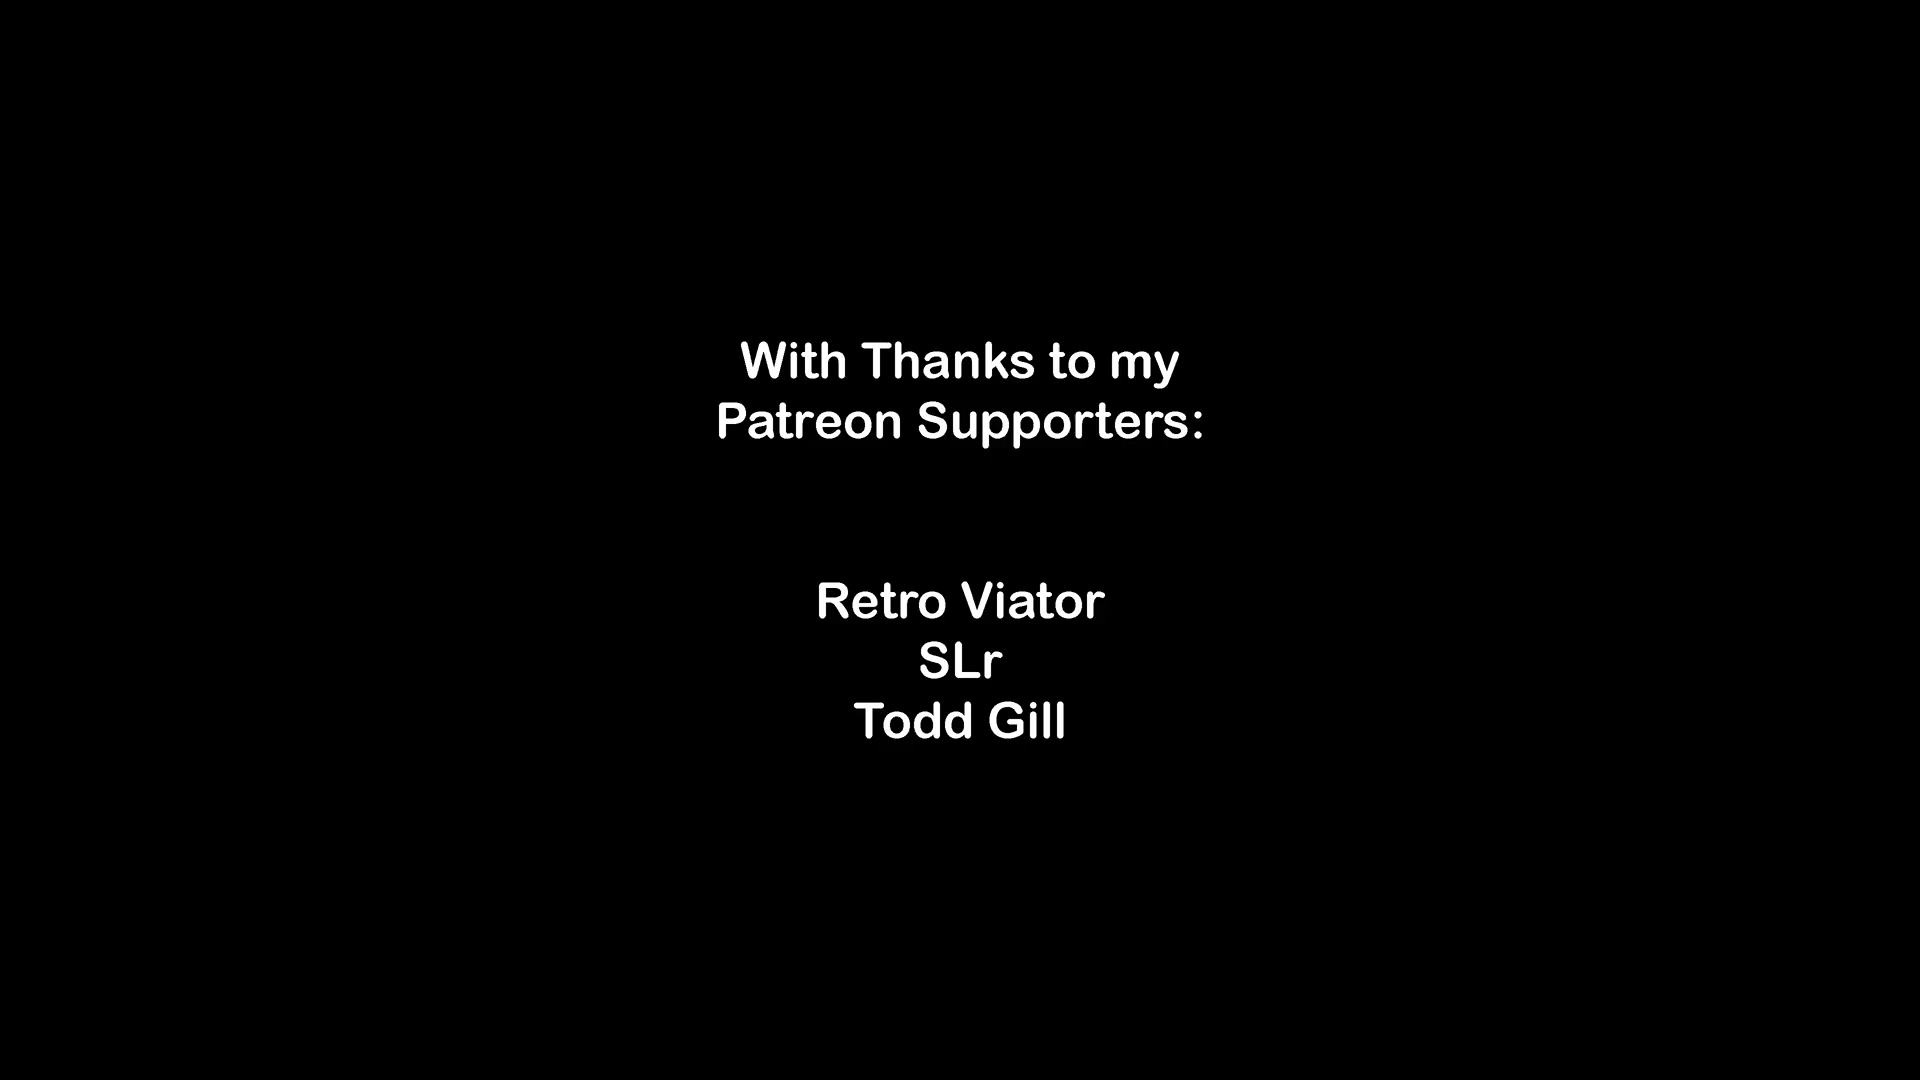 With Thanks to my
Patreon Supporters:
Retro Viator
SLr
Todd Gill